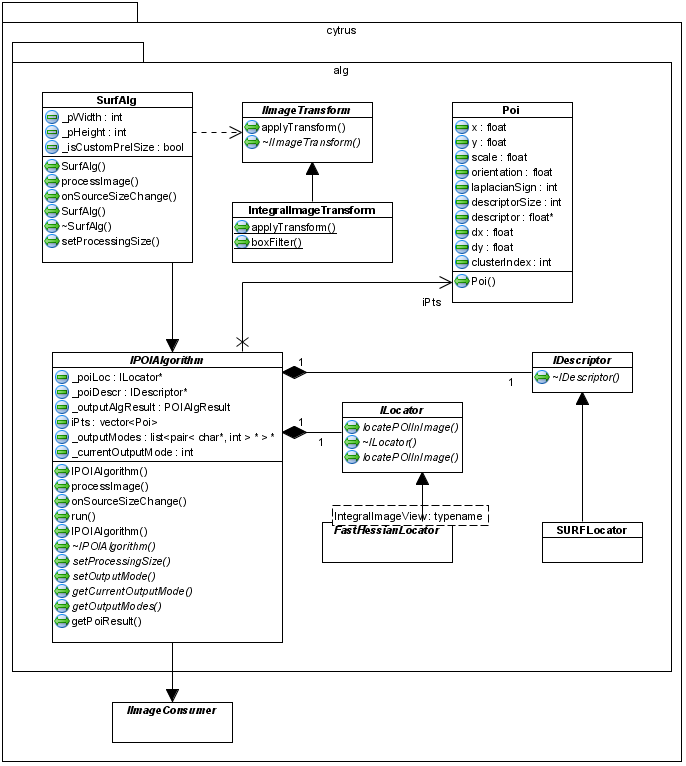 cytrus
alg
SurfAlg
_pWidth : int
_pHeight : int
_isCustomPrelSize : bool
SurfAlg()
processImage()
onSourceSizeChange()
SurfAlg()
~SurfAlg()
setProcessingSize()
IImageTransform
applyTransform()
~IImageTransform()
IntegralImageTransform
applyTransform()
boxFilter()
Poi
x : float
y : float
scale : float
orientation : float
laplacianSign : int
descriptorSize : int
descriptor : float*
dx : float
dy : float
clusterIndex : int
Poi()
iPts
IPOIAlgorithm
_poiLoc : ILocator*
_poiDescr : IDescriptor*
_outputAlgResult : POIAlgResult
iPts : vector<Poi>
_outputModes : list<pair< char*, int > * > *
_currentOutputMode : int
IPOIAlgorithm()
processImage()
onSourceSizeChange()
run()
IPOIAlgorithm()
~IPOIAlgorithm()
setProcessingSize()
setOutputMode()
getCurrentOutputMode()
getOutputModes()
getPoiResult()
1
1
IDescriptor
~IDescriptor()
1
1
ILocator
locatePOIInImage()
~ILocator()
locatePOIInImage()
IntegralImageView: typename
FastHessianLocator
SURFLocator
IImageConsumer